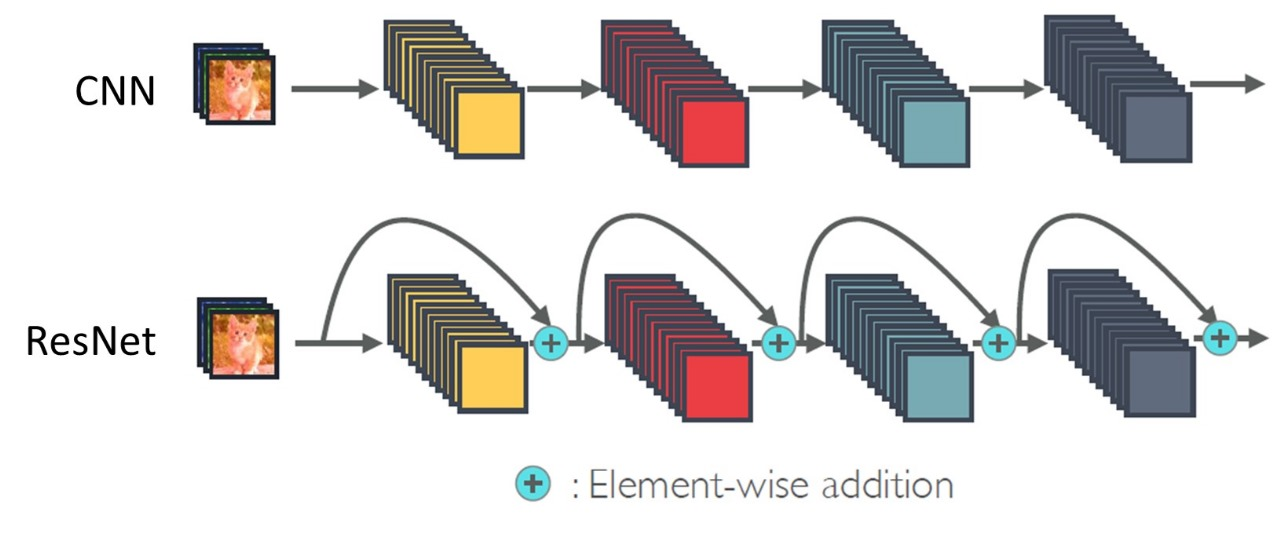 CNN
ResNet
+ : Element-wise addition